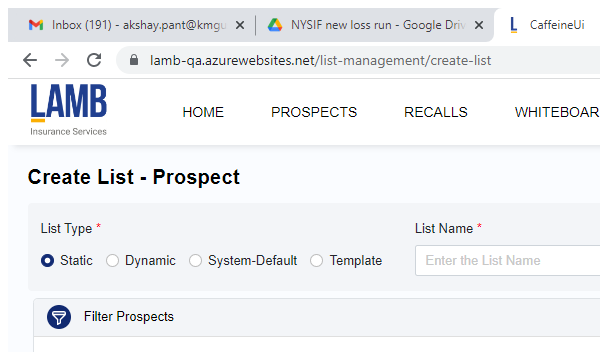 Inbox (191) - akshay.pant@kmgu
NYSIF new loss run - Google Driv
CaffeineUi
lamb-qa.azurewebsites.net/list-management/create-list
LAMB
Insurance Services
HOME
PROSPECTS
RECALLS
WHITEBOAR
Create List - Prospect
List Type *
List Name *
Static
Dynamic
System-Default
Template
Enter the List Name
Filter Prospects